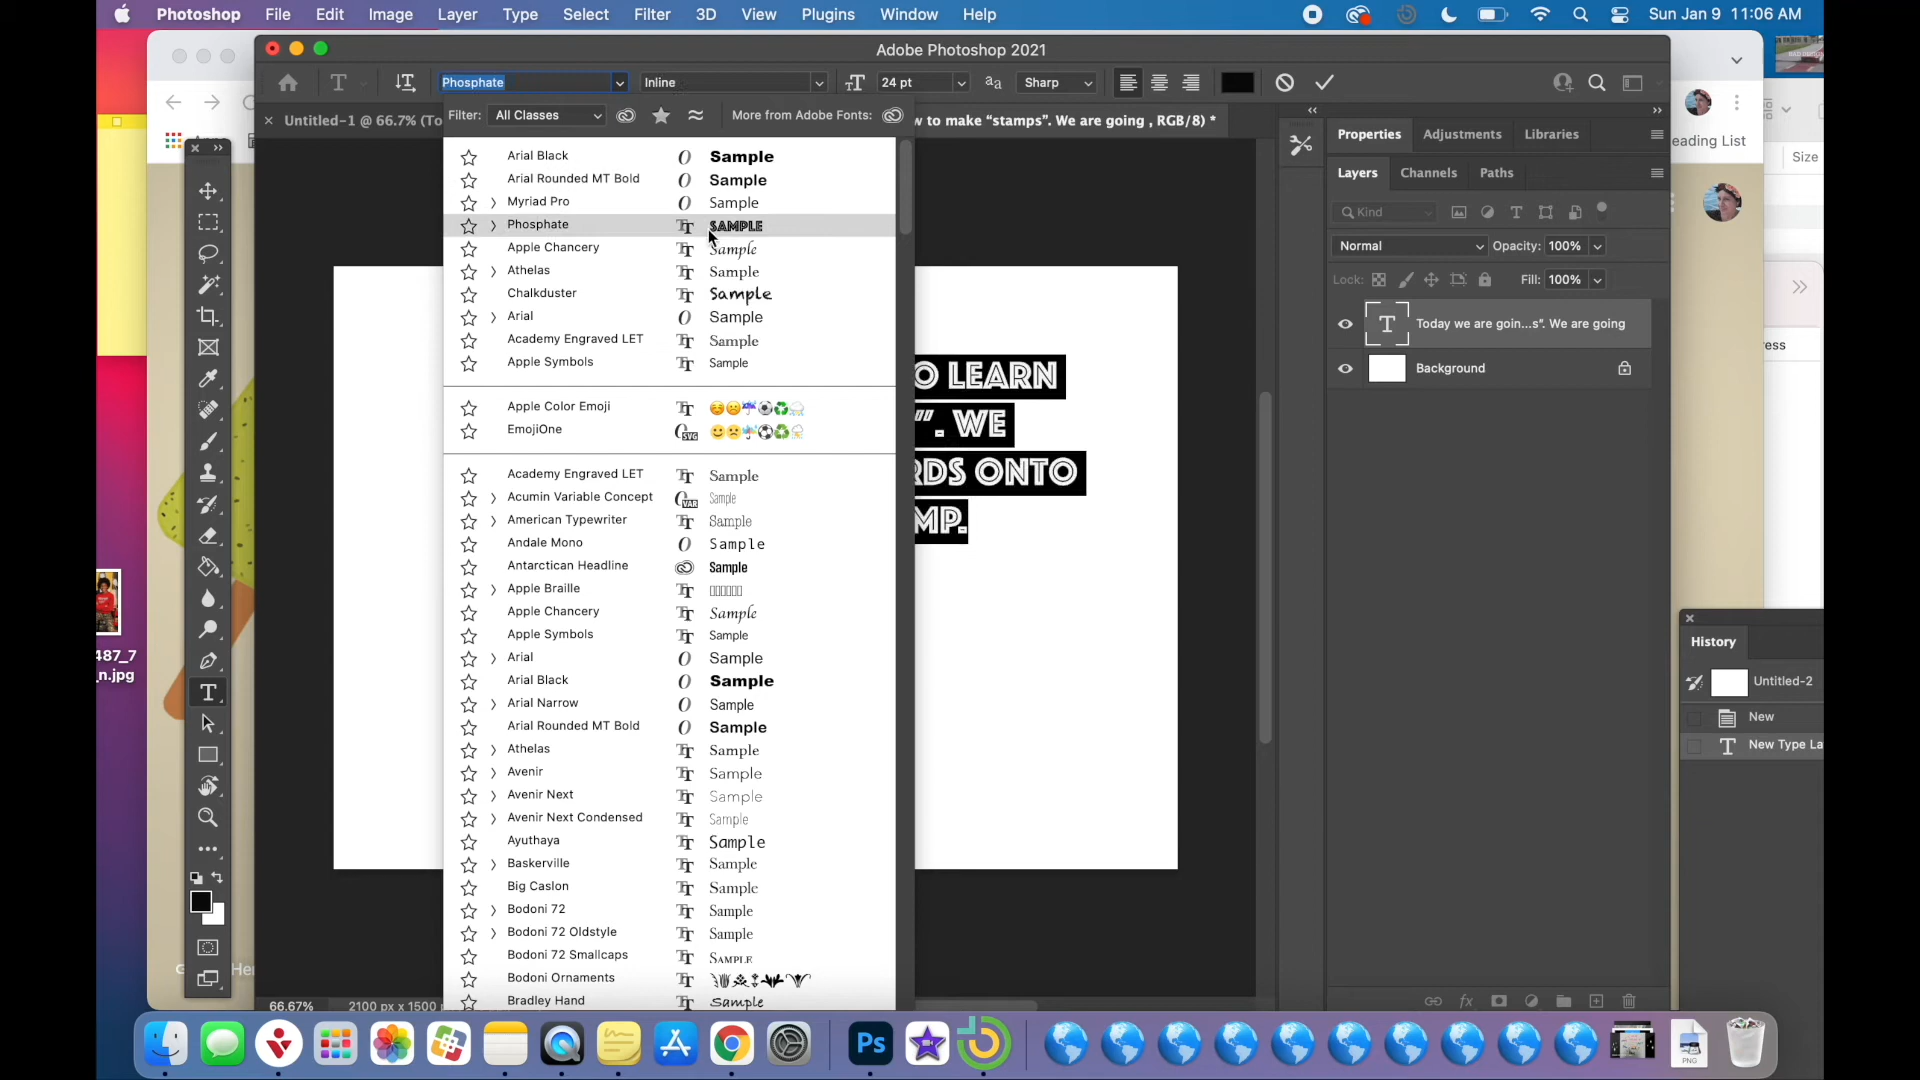 Photoshop File Edit Image Layer Type Select Filter 3D View Plugins Window Help Sun Jan 9 11:06 AM
Adobe Photoshop 2021
Phosphate Inline 24 pt Sharp
Filter: All Classes More from Adobe Fonts:
Untitled-1 @ 66.7% (To
w to make “stamps”. We are going , RGB/8) *
Arial Black Sample
Arial Rounded MT Bold Sample
Myriad Pro Sample
Phosphate SAMPLE
Apple Chancery Sample
Athelas Sample
Chalkduster Sample
Arial Sample
Academy Engraved LET Sample
Apple Symbols Sample
Apple Color Emoji
EmojiOne
Academy Engraved LET Sample
Acumin Variable Concept Sample
American Typewriter Sample
Andale Mono Sample
Antarctican Headline Sample
Apple Braille
Apple Chancery Sample
Apple Symbols Sample
Arial Sample
Arial Black Sample
Arial Narrow Sample
Arial Rounded MT Bold Sample
Athelas Sample
Avenir Sample
Avenir Next Sample
Avenir Next Condensed Sample
Ayuthaya Sample
Baskerville Sample
Big Caslon Sample
Bodoni 72 Sample
Bodoni 72 Oldstyle Sample
Bodoni 72 Smallcaps SAMPLE
Bodoni Ornaments
Bradley Hand Sample
O LEARN
”. WE
RDS ONTO
MP.
66.67% 2100 px x 1500
Properties Adjustments Libraries
Layers Channels Paths
Kind
Normal Opacity: 100%
Lock: Fill: 100%
Today we are goin...s”. We are going
Background
eading List
Size
ess
History
Untitled-2
New
New Type La
487_7
n.jpg
Her
Ps
PNG